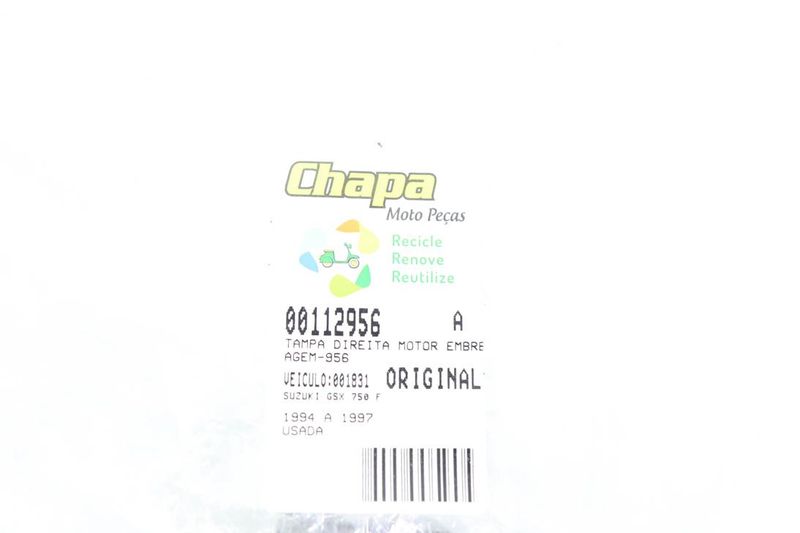 Chapa
Moto Peças
Recicle
Renove
Reutilize
00112956 A
TAMPA DIREITA MOTOR EMBRE
AGEM-956
VEICULO:001831 ORIGINAL
SUZUKI GSX 750 F
1994 A 1997
USADA